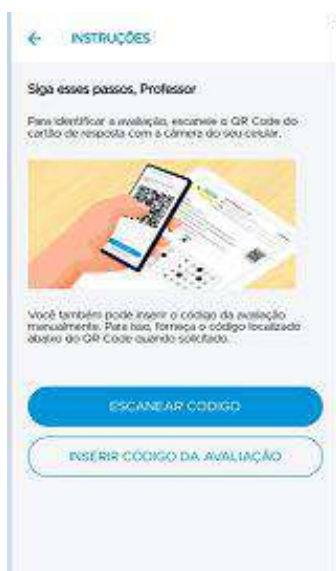 INSTRUÇÕES
Siga esses passos, Professor
Para identificar a avaliação, escaneie o QR Code do
cartão de resposta com a câmera do seu celular.
Você também pode inserir o código da avaliação
manualmente. Para isso, forneça o código localizado
abaixo do QR Code quando solicitado.
ESCANEAR CODIGO
INSERIR CODIGO DA AVALIAÇÃO